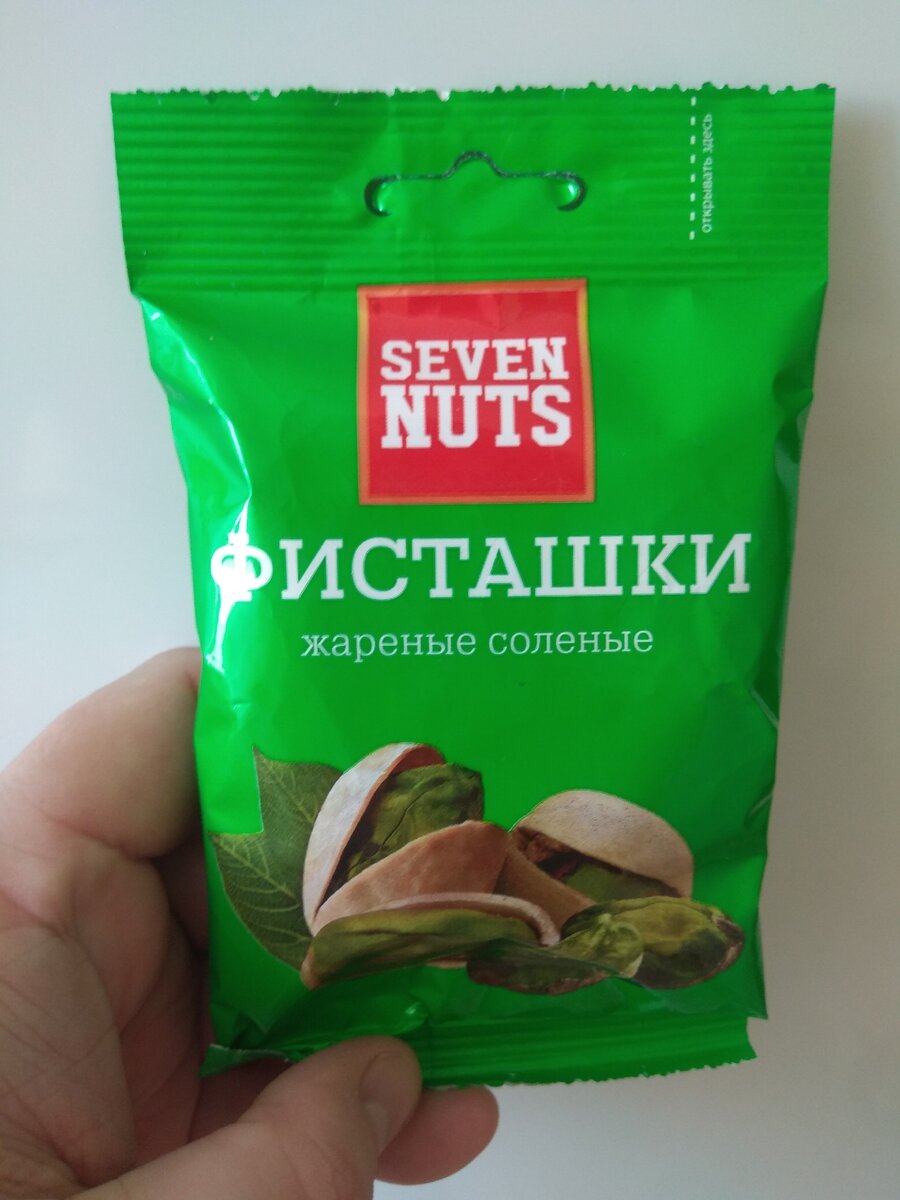 открывать здесь
SEVEN
NUTS
ФИСТАШКИ
жареные соленые